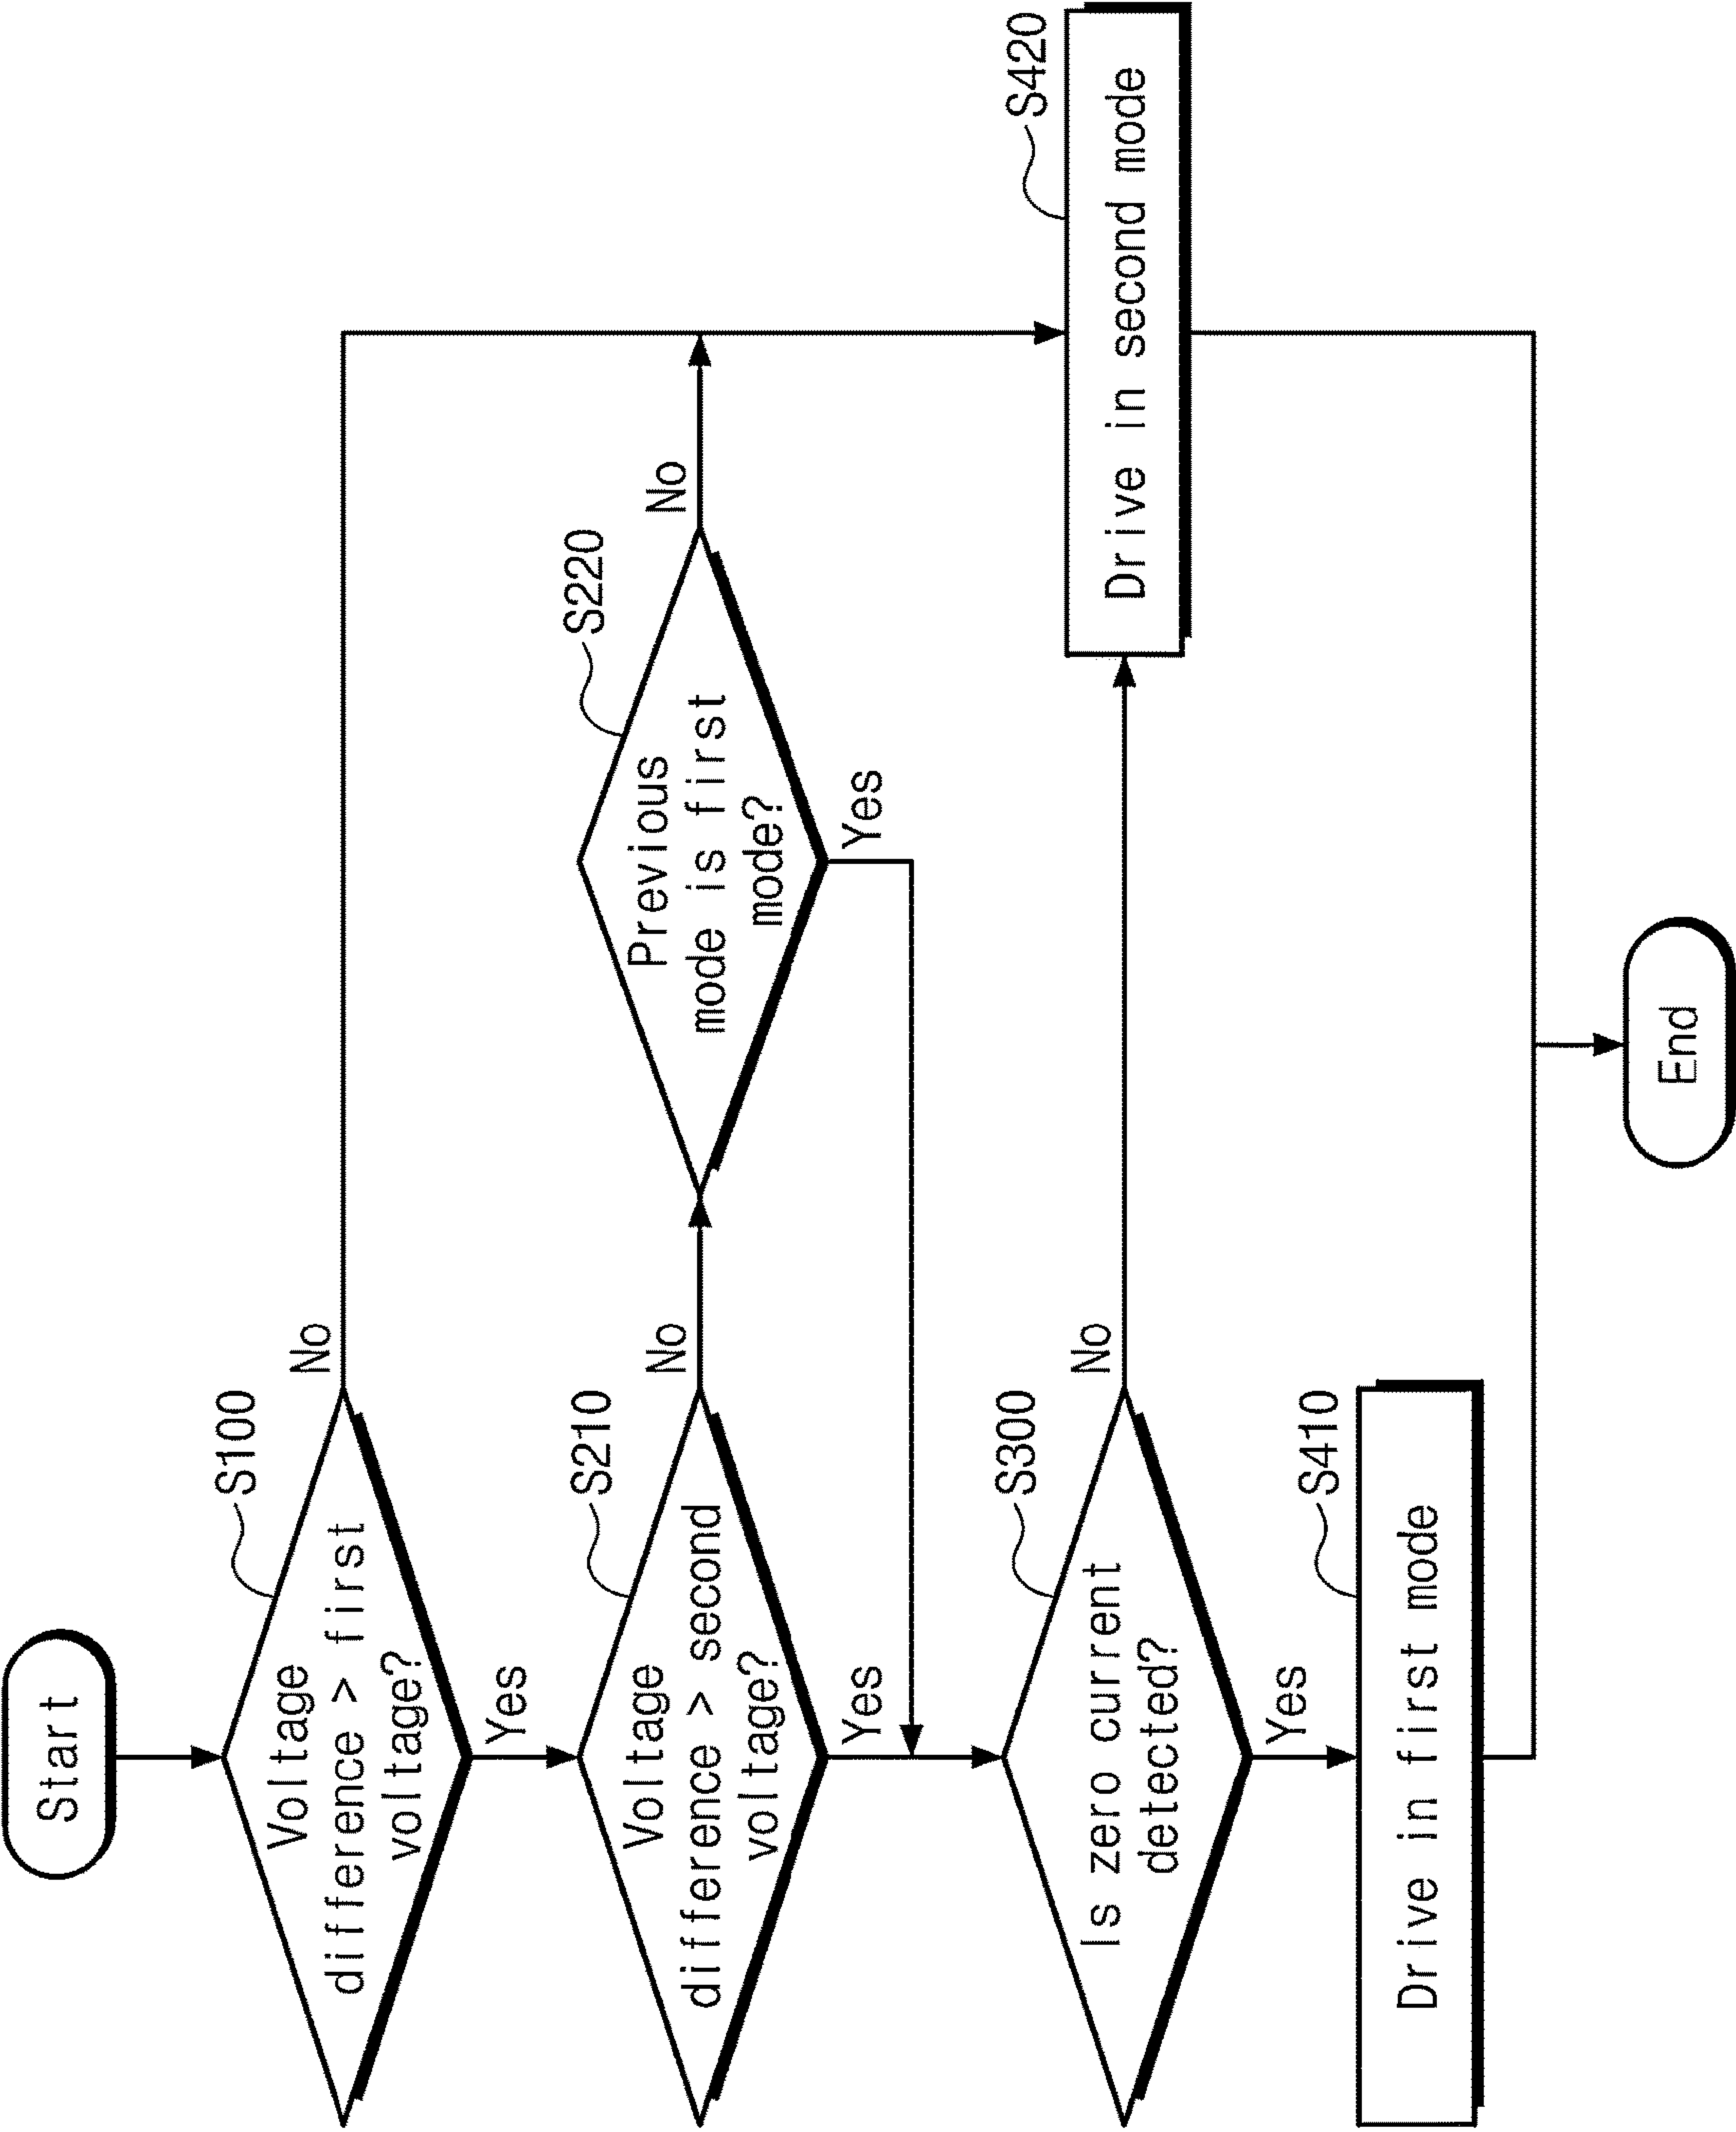 Start
S100
Voltage
difference > first
voltage?
No
Yes
S210
Voltage
difference > second
voltage?
No
Yes
S220
Previous
mode is first
mode?
No
Yes
S300
Is zero current
detected?
No
Yes
S410
Drive in first mode
S420
Drive in second mode
End